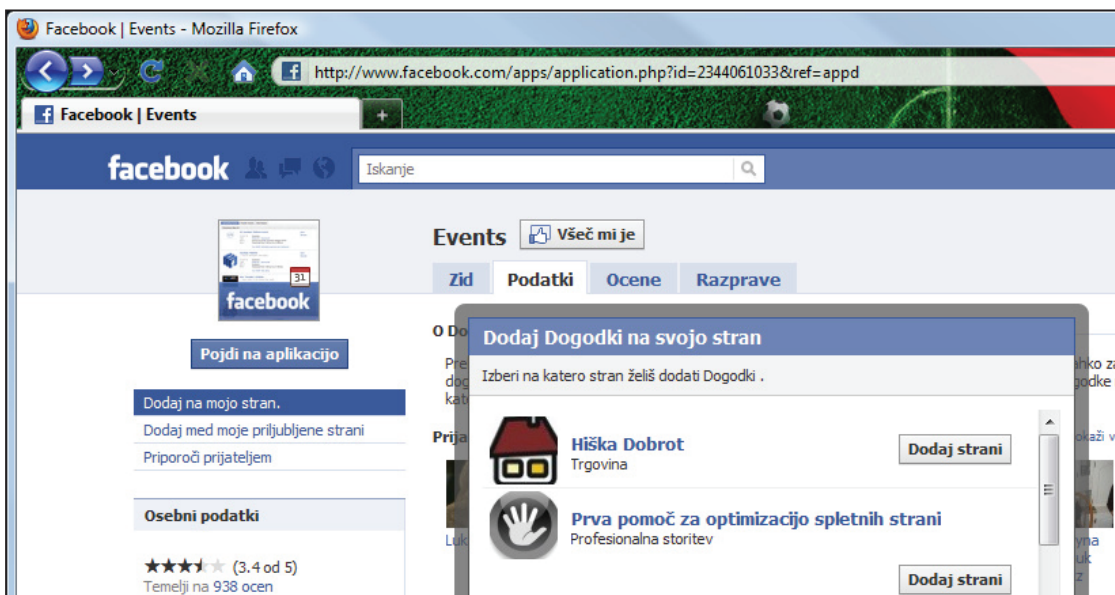 Facebook | Events - Mozilla Firefox
http://www.facebook.com/apps/application.php?id=2344061033&ref=appd
Facebook | Events
facebook
Iskanje
31
facebook
Events
Všeč mi je
Zid Podatki Ocene Razprave
Pojdi na aplikacijo
Dodaj na mojo stran.
Dodaj med moje priljubljene strani
Priporoči prijateljem
Osebni podatki
(3.4 od 5)
Temelji na 938 ocen
Dodaj Dogodki na svojo stran
Izberi na katero stran želiš dodati Dogodki .
Hiška Dobrot
Trgovina
Dodaj strani
Prva pomoč za optimizacijo spletnih strani
Profesionalna storitev
Dodaj strani